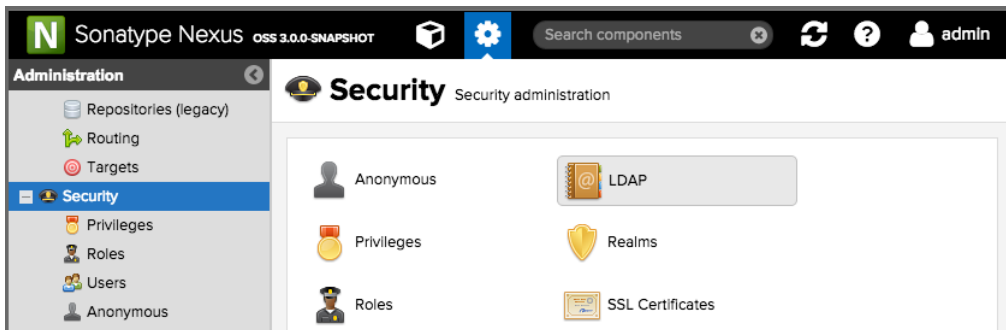 N Sonatype Nexus OSS 3.0.0-SNAPSHOT Search components admin
Administration
Repositories (legacy)
Routing
Targets
Security
Privileges
Roles
Users
Anonymous
Security Security administration
Anonymous LDAP
Privileges Realms
Roles SSL Certificates